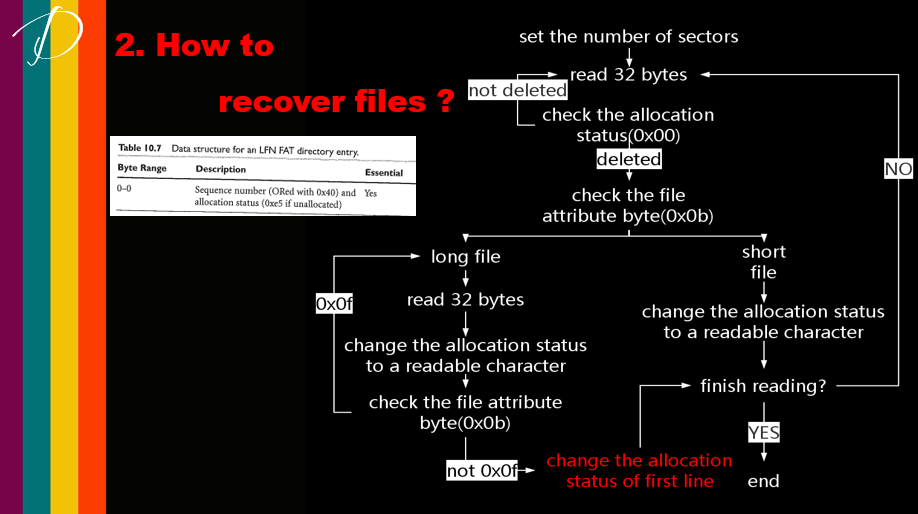 P
2. How to
recover files ?
Table 10.7 Data structure for an LFN FAT directory entry.
Byte Range Description Essential
0–0 Sequence number (ORed with 0x40) and Yes
allocation status (0xe5 if unallocated)
set the number of sectors
read 32 bytes
not deleted
check the allocation
status(0x00)
deleted
NO
check the file
attribute byte(0x0b)
long file
short
file
0x0f
read 32 bytes
change the allocation status
to a readable character
change the allocation status
to a readable character
check the file attribute
byte(0x0b)
finish reading?
YES
not 0x0f
change the allocation
status of first line
end